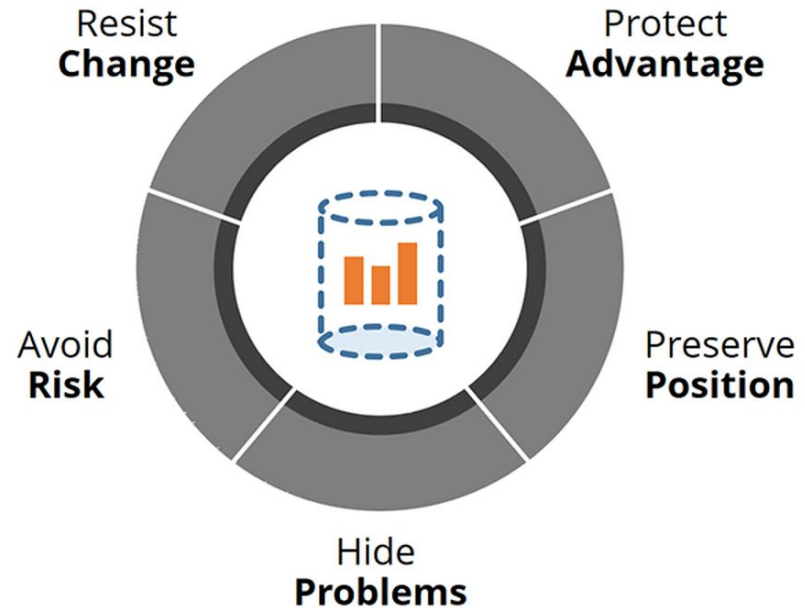 Resist
Change
Protect
Advantage
Avoid
Risk
Preserve
Position
Hide
Problems